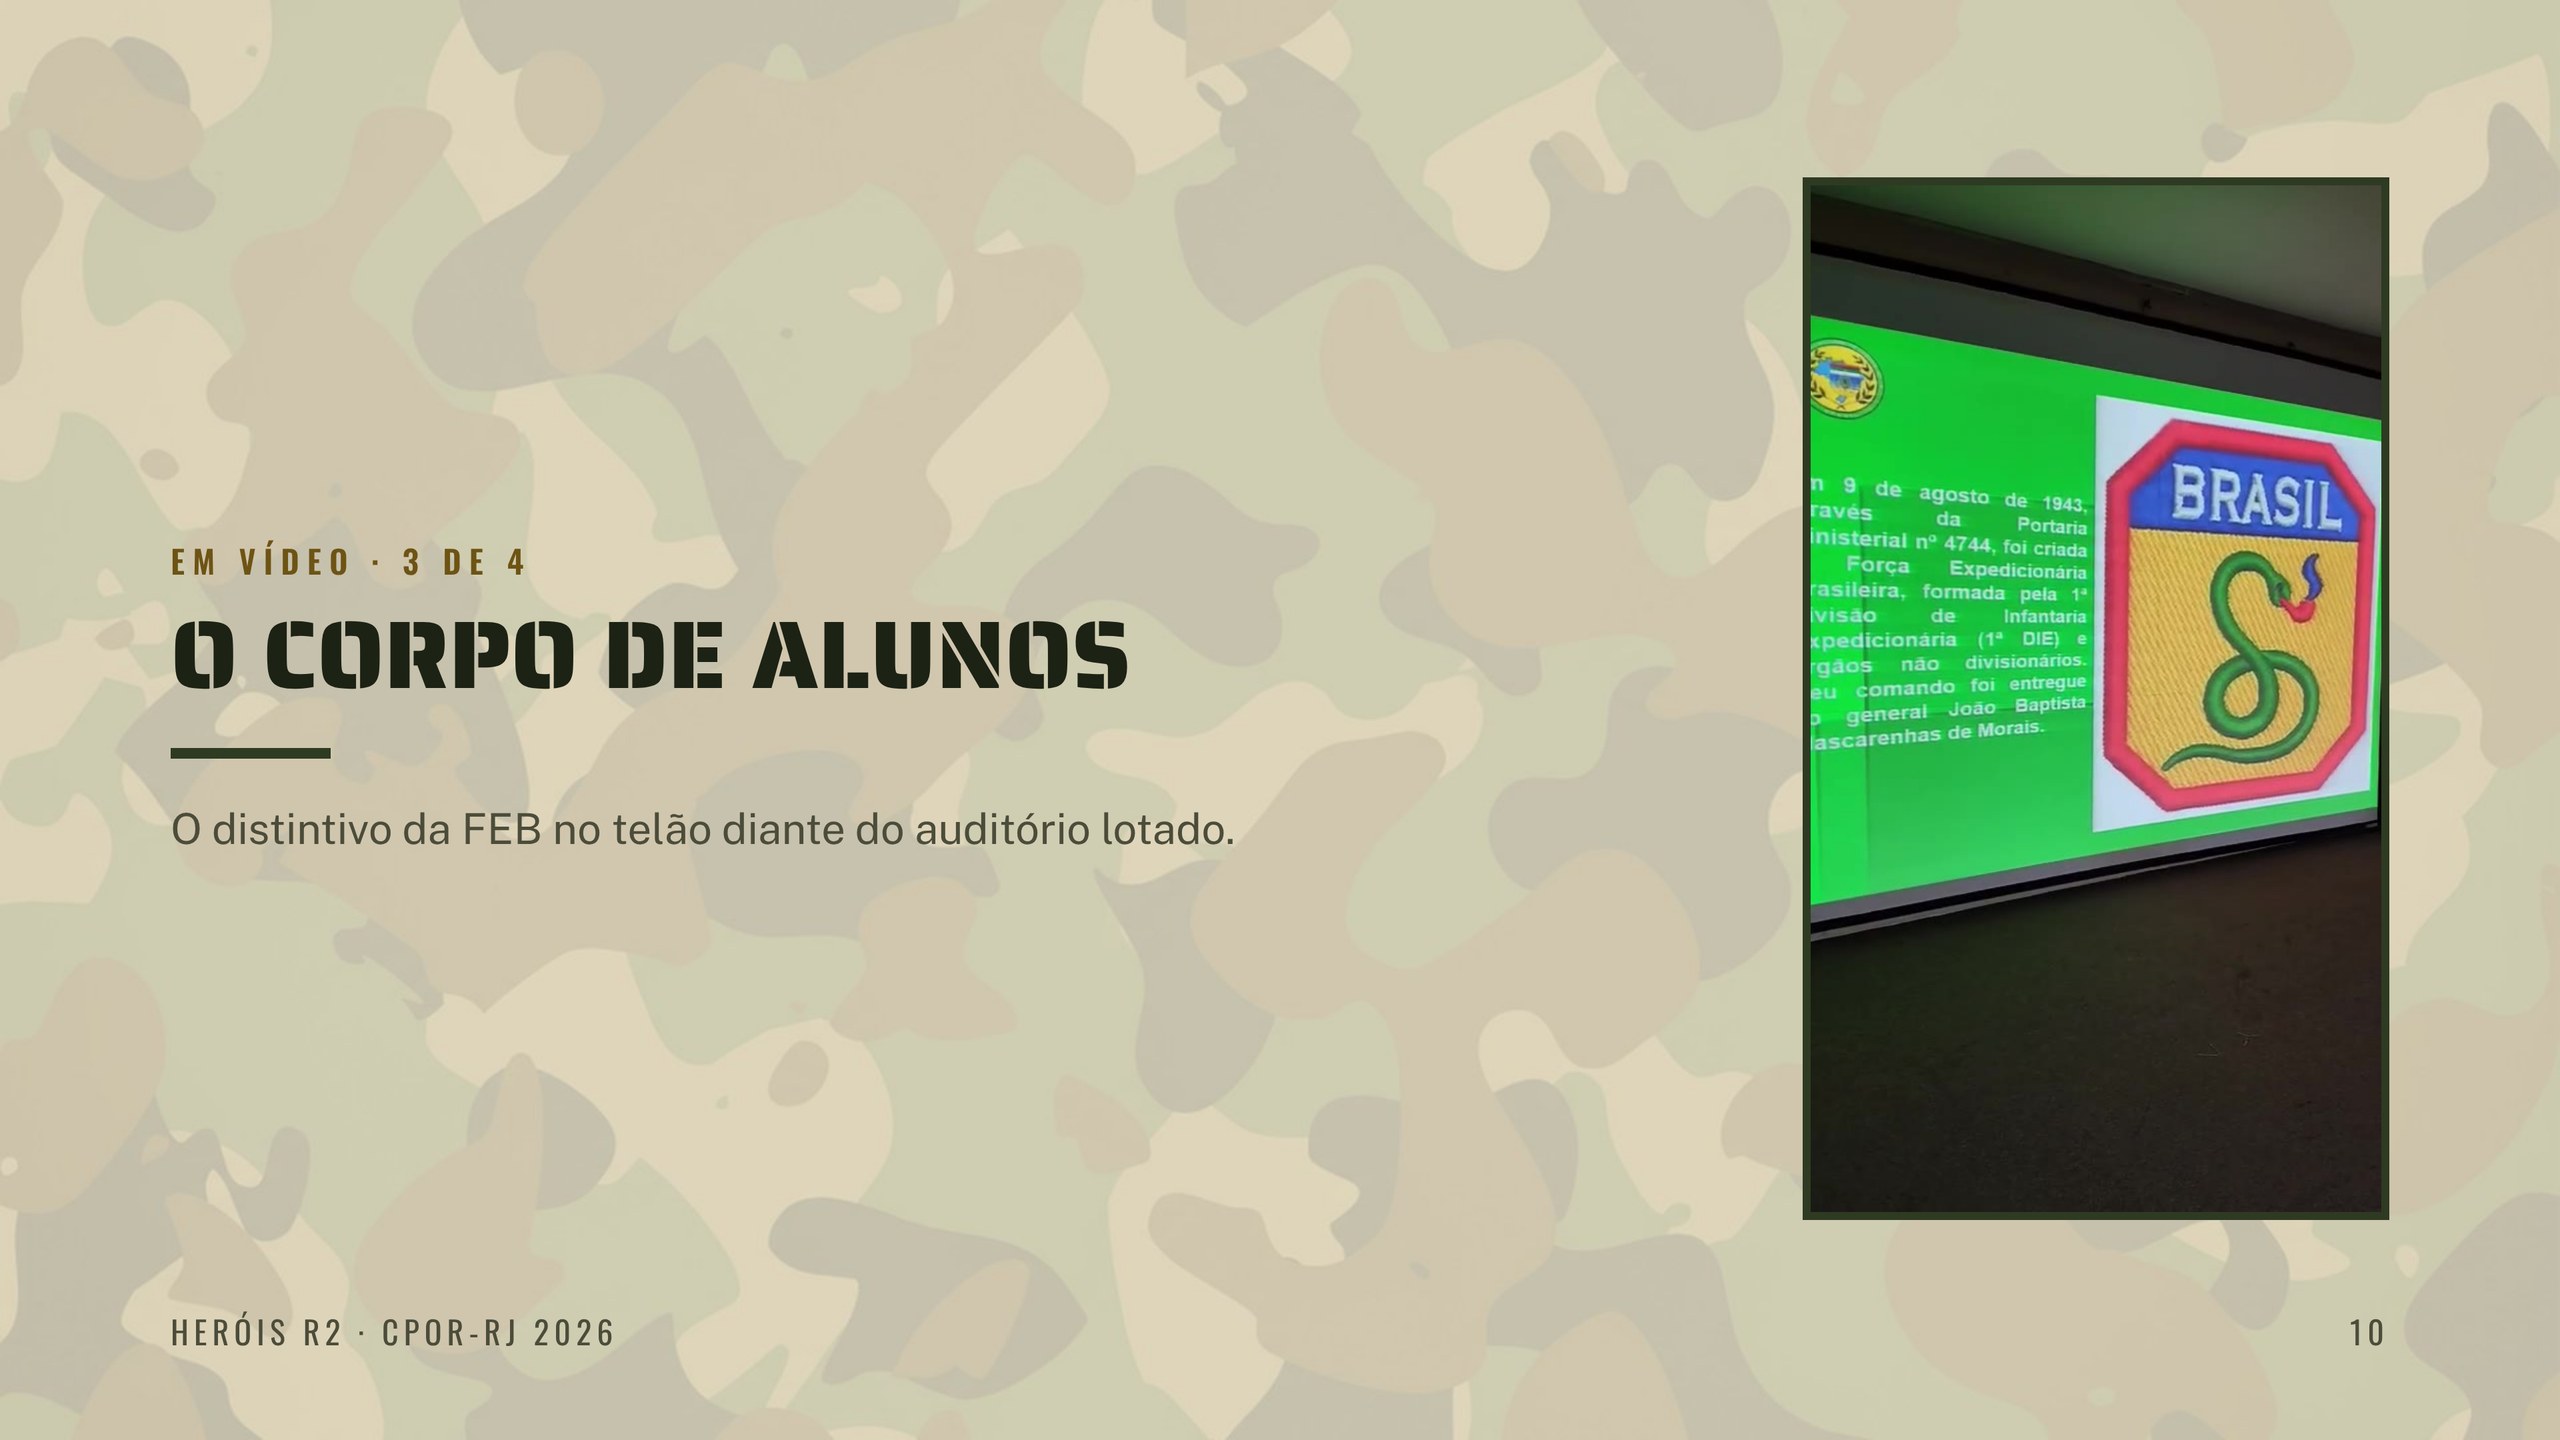 EM VÍDEO · 3 DE 4
O CORPO DE ALUNOS
O distintivo da FEB no telão diante do auditório lotado.
9 de agosto de 1943,
da Portaria
nº 4744, foi criada
Força Expedicionária
formada pela 1ª
de Infantaria
(1ª DIE) e
não divisionários.
comando foi entregue
general João Baptista
de Morais.
BRASIL
HERÓIS R2 · CPOR-RJ 2026
10